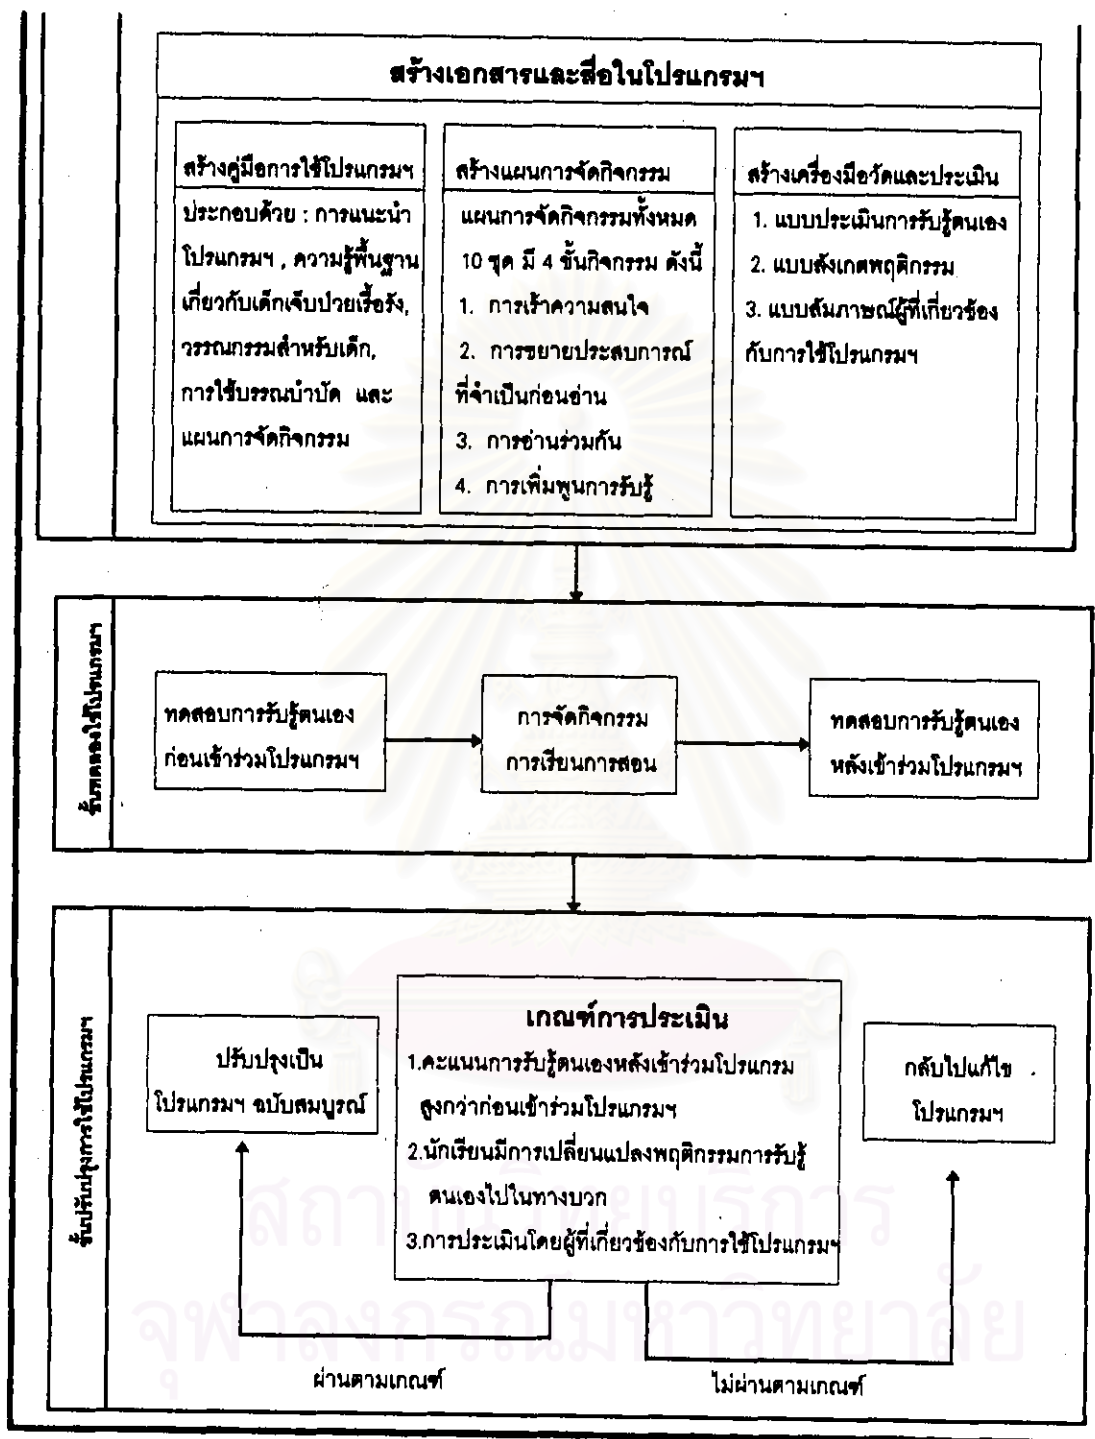 สร้างเอกสารและสื่อในโปรแกรมฯ
สร้างคู่มือการใช้โปรแกรมฯ
ประกอบด้วย : การแนะนำ
โปรแกรมฯ , ความรู้พื้นฐาน
เกี่ยวกับเด็กเจ็บป่วยเรื้อรัง,
วรรณกรรมสำหรับเด็ก,
การใช้บรรณบำบัด และ
แผนการจัดกิจกรรม
สร้างแผนการจัดกิจกรรม
แผนการจัดกิจกรรมทั้งหมด
10 ชุด มี 4 ขั้นกิจกรรม ดังนี้
1. การเร้าความสนใจ
2. การขยายประสบการณ์
ที่จำเป็นก่อนอ่าน
3. การอ่านร่วมกัน
4. การเพิ่มพูนการรับรู้
สร้างเครื่องมือวัดและประเมิน
1. แบบประเมินการรับรู้ตนเอง
2. แบบสังเกตพฤติกรรม
3. แบบสัมภาษณ์ผู้ที่เกี่ยวข้อง
กับการใช้โปรแกรมฯ
ขั้นทดลองใช้โปรแกรมฯ
ทดสอบการรับรู้ตนเอง
ก่อนเข้าร่วมโปรแกรมฯ
การจัดกิจกรรม
การเรียนการสอน
ทดสอบการรับรู้ตนเอง
หลังเข้าร่วมโปรแกรมฯ
ขั้นปรับปรุงการใช้โปรแกรมฯ
ปรับปรุงเป็น
โปรแกรมฯ ฉบับสมบูรณ์
เกณฑ์การประเมิน
1.คะแนนการรับรู้ตนเองหลังเข้าร่วมโปรแกรม
สูงกว่าก่อนเข้าร่วมโปรแกรมฯ
2.นักเรียนมีการเปลี่ยนแปลงพฤติกรรมการรับรู้
ตนเองไปในทางบวก
3.การประเมินโดยผู้ที่เกี่ยวข้องกับการใช้โปรแกรมฯ
กลับไปแก้ไข
โปรแกรมฯ
ผ่านตามเกณฑ์
ไม่ผ่านตามเกณฑ์
สถาบันวิทยบริการ
จุฬาลงกรณ์มหาวิทยาลัย